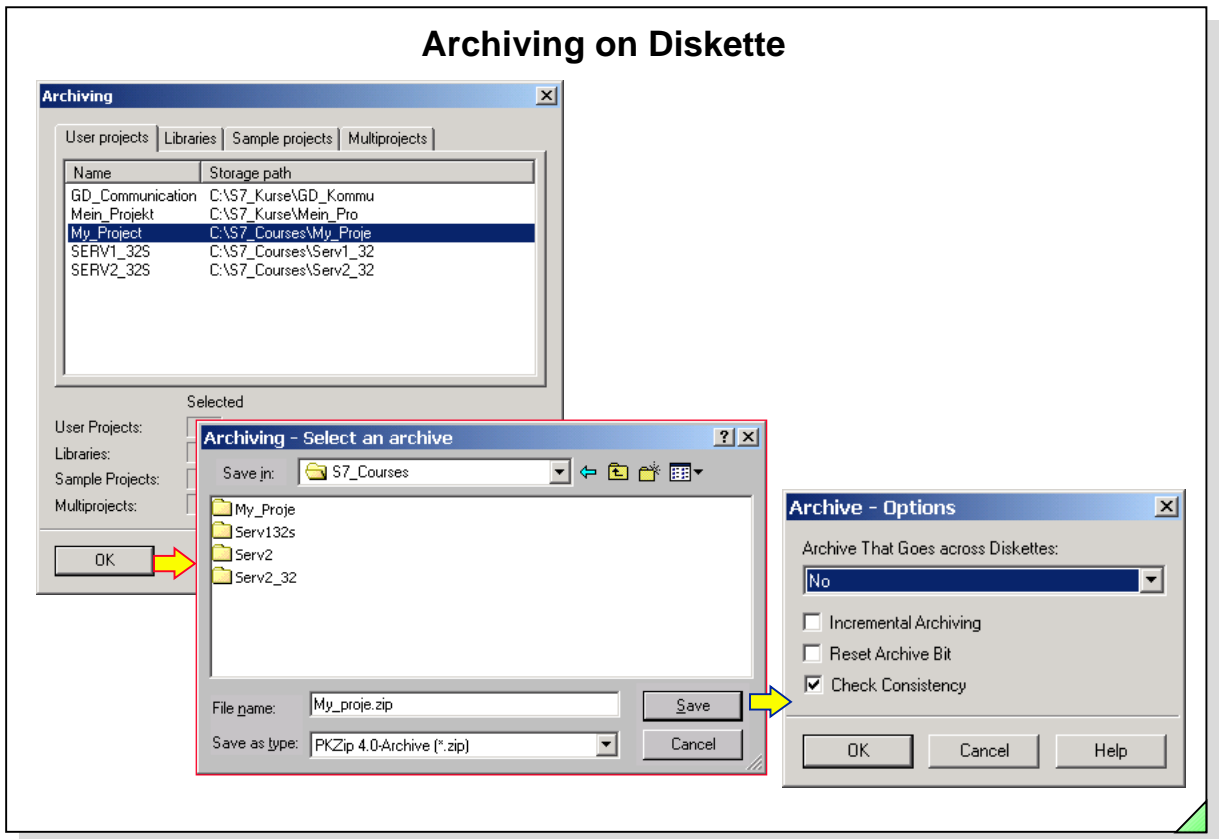 Archiving on Diskette
Archiving
User projects Libraries Sample projects Multiprojects
Name Storage path
GD_Communication C:\S7_Kurse\GD_Kommu
Mein_Projekt C:\S7_Kurse\Mein_Pro
My_Project C:\S7_Courses\My_Proje
SERV1_32S C:\S7_Courses\Serv1_32
SERV2_32S C:\S7_Courses\Serv2_32
Selected
User Projects:
Libraries:
Sample Projects:
Multiprojects:
OK
Archiving - Select an archive
Save in: S7_Courses
My_Proje
Serv132s
Serv2
Serv2_32
File name: My_proje.zip Save
Save as type: PKZip 4.0-Archive (*.zip) Cancel
Archive - Options
Archive That Goes across Diskettes:
No
Incremental Archiving
Reset Archive Bit
Check Consistency
OK Cancel Help